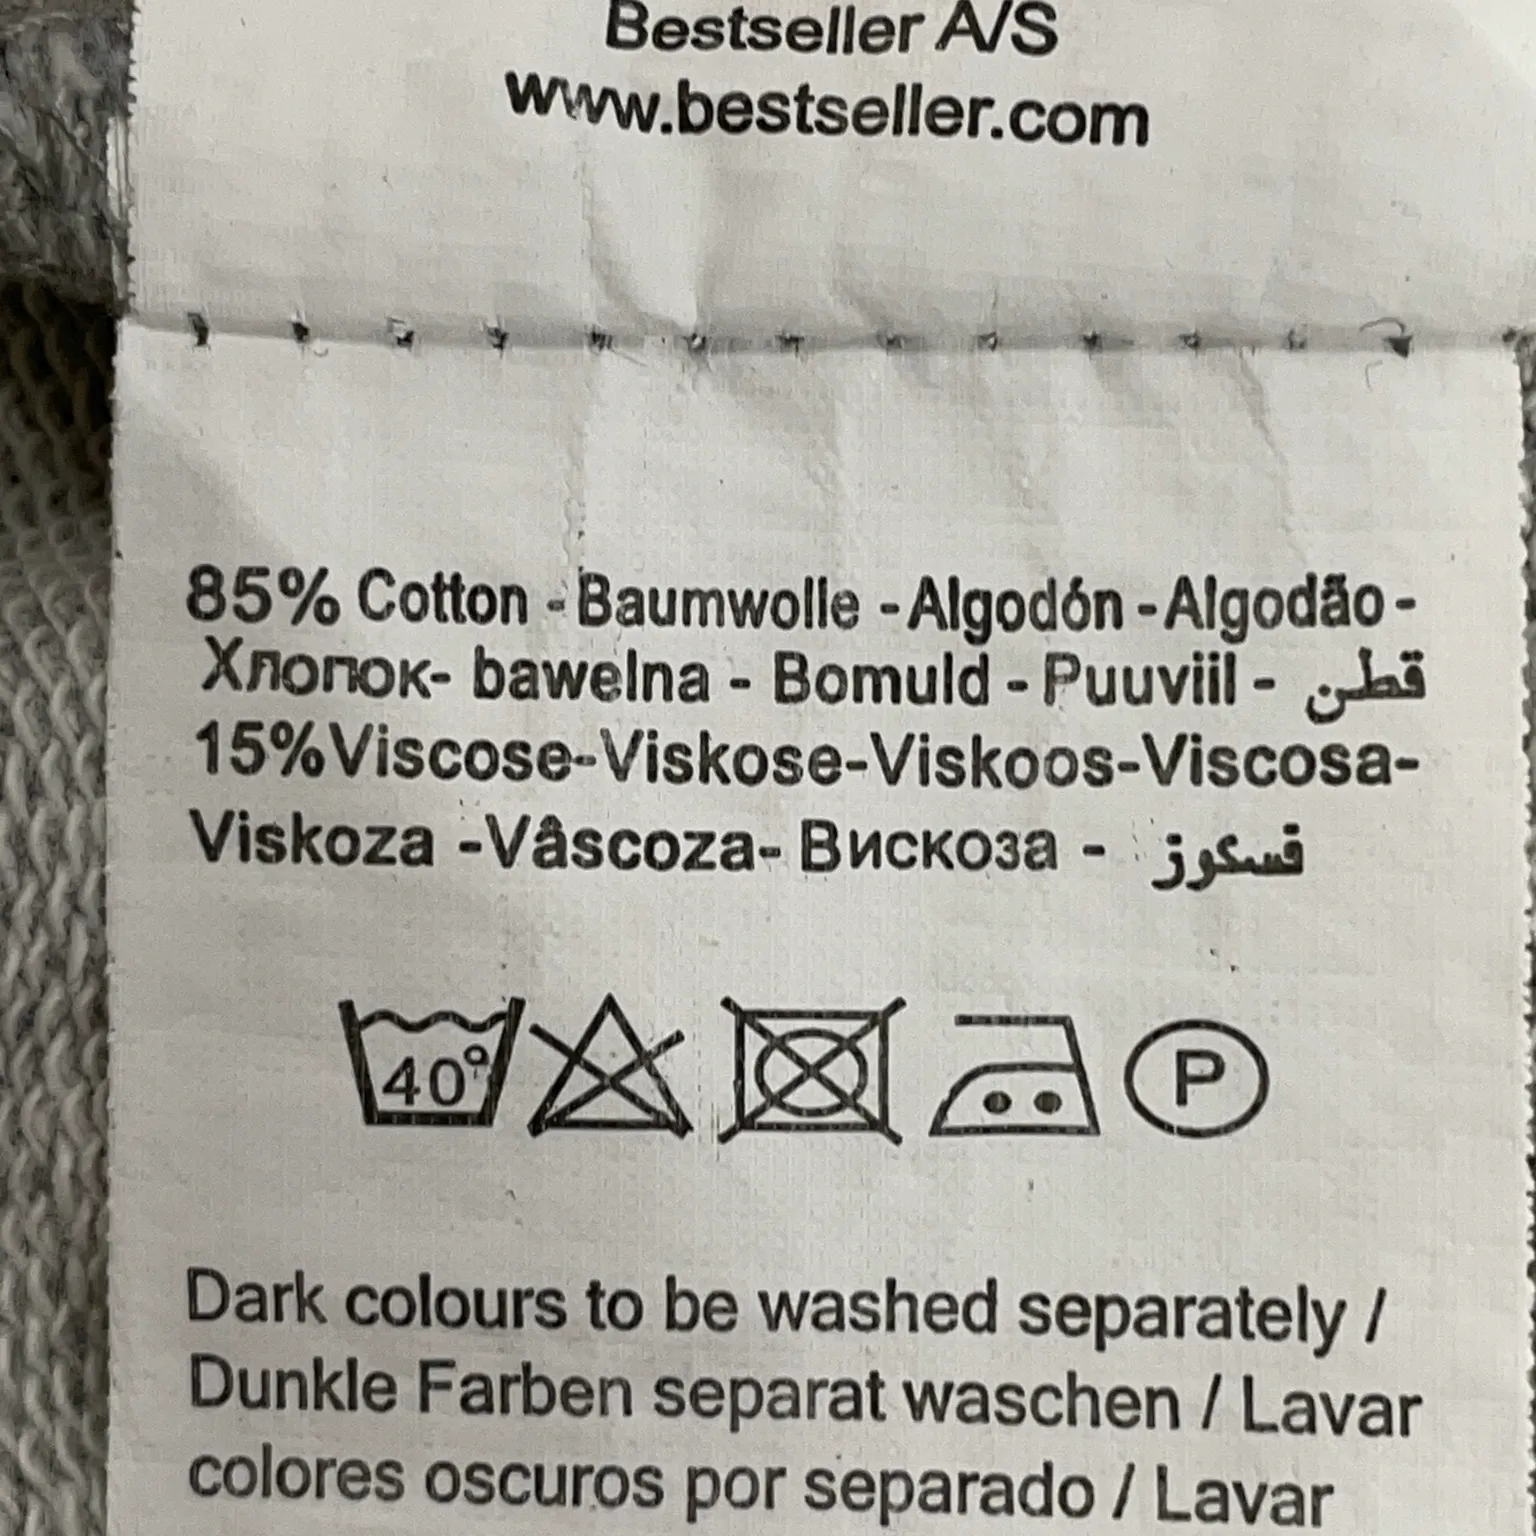 Bestseller A/S
www.bestseller.com
85% Cotton - Baumwolle - Algodón - Algodão -
Хлопок- bawelna - Bomuld - Puuviil - قطن
15%Viscose-Viskose-Viskoos-Viscosa-
Viskoza -Vâscoza- Вискоза - فسكوز
40° P
Dark colours to be washed separately /
Dunkle Farben separat waschen / Lavar
colores oscuros por separado / Lavar